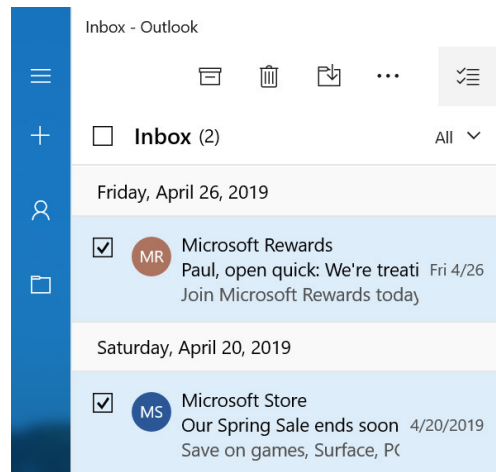 Inbox - Outlook
Inbox (2)
All
Friday, April 26, 2019
MR
Microsoft Rewards
Paul, open quick: We're treati Fri 4/26
Join Microsoft Rewards today
Saturday, April 20, 2019
MS
Microsoft Store
Our Spring Sale ends soon 4/20/2019
Save on games, Surface, PC